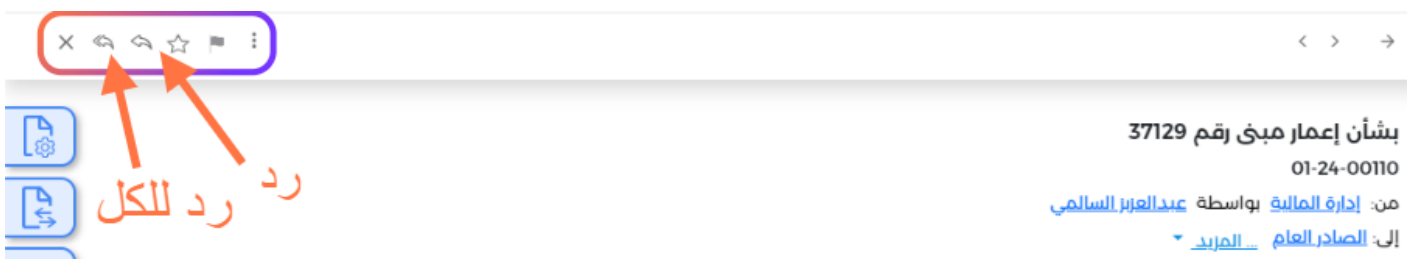 بشأن إعمار مبنى رقم 37129
01-24-00110
من: إدارة المالية بواسطة عبدالعزيز السالمي
إلى: الصادر العام ... المزيد
رد
رد للكل